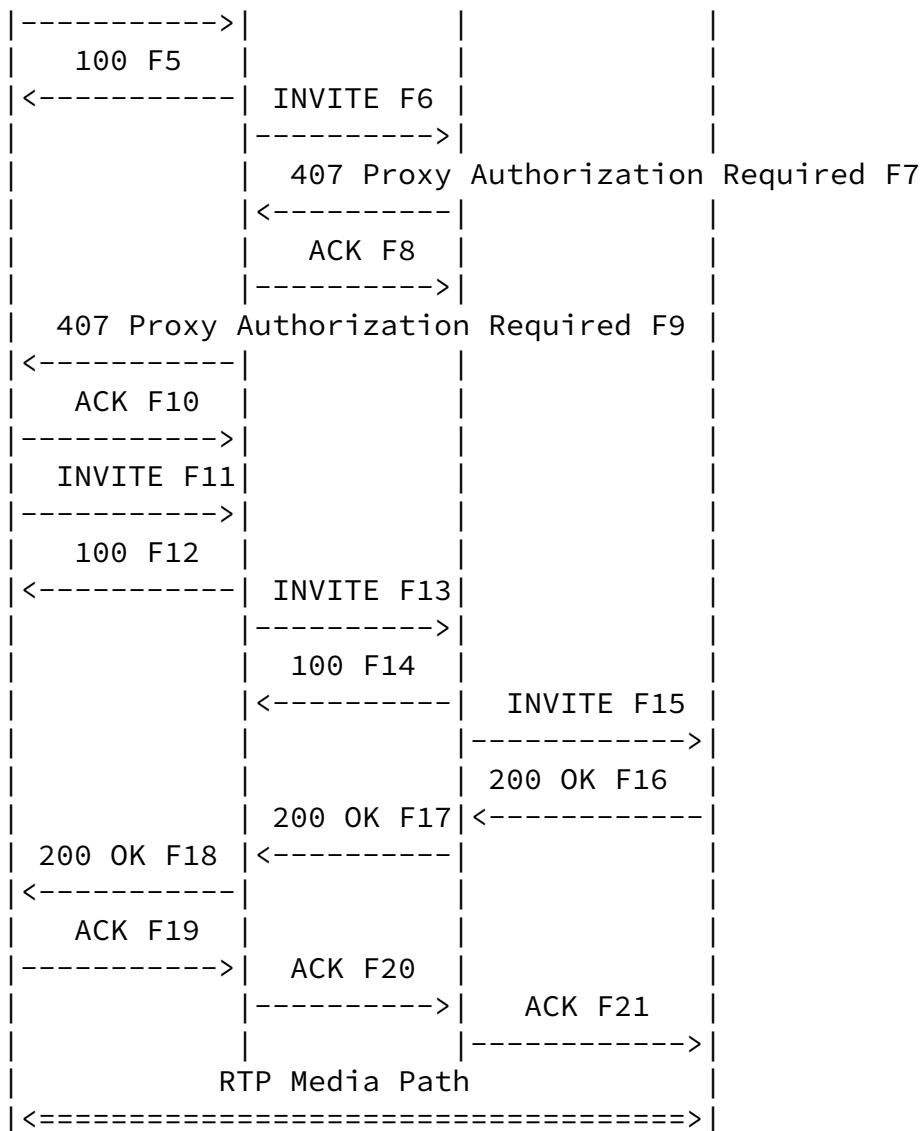 100 F5
INVITE F6
407 Proxy Authorization Required F7
ACK F8
407 Proxy Authorization Required F9
ACK F10
INVITE F11
100 F12
INVITE F13
100 F14
INVITE F15
200 OK F16
200 OK F17
200 OK F18
ACK F19
ACK F20
ACK F21
RTP Media Path